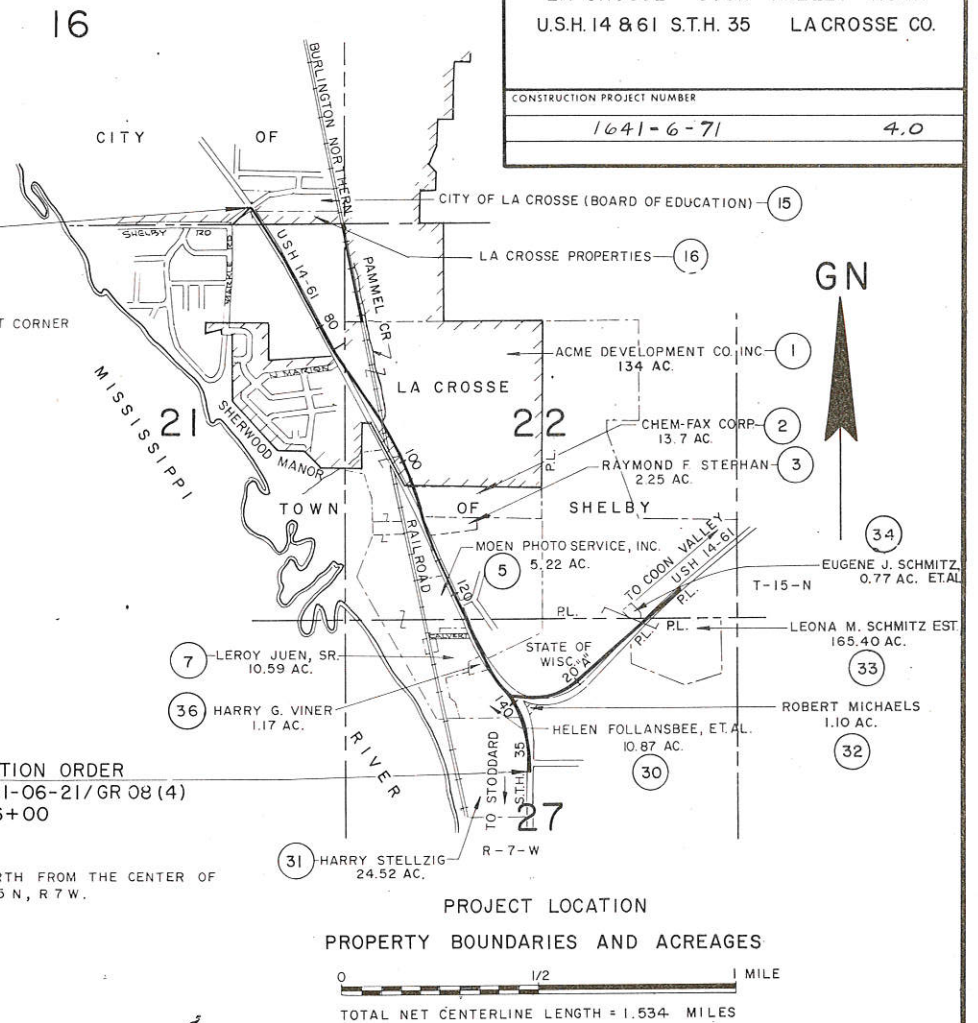 U.S.H. 14 & 61 S.T.H. 35 LA CROSSE CO.
CONSTRUCTION PROJECT NUMBER
1641-6-71 4.0
16
CITY OF
BURLINGTON NORTHERN
CITY OF LA CROSSE (BOARD OF EDUCATION) 15
SHELBY RD
MARKLE RD
USH 14-61
LA CROSSE PROPERTIES 16
PAMMEL CR.
GN
T CORNER
80
ACME DEVELOPMENT CO. INC. 1
134 AC.
N MARION
LA CROSSE
MISSISSIPPI
21
22
SHERWOOD MANOR
CHEM-FAX CORP. 2
13.7 AC.
P.L.
100
RAYMOND F. STEPHAN 3
2.25 AC.
TOWN OF SHELBY
RAILROAD
MOEN PHOTO SERVICE, INC.
5.22 AC.
5
120
TO COON VALLEY
USH 14-61
34
EUGENE J. SCHMITZ
0.77 AC. ET.AL
T-15-N
P.L.
P.L.
P.L.
P.L.
CALVERT
STATE OF
WISC.
20 "A"
LEONA M. SCHMITZ EST.
165.40 AC.
33
7 LEROY JUEN, SR.
10.59 AC.
36 HARRY G. VINER
1.17 AC.
140
ROBERT MICHAELS
1.10 AC.
32
HELEN FOLLANSBEE, ET. AL.
10.87 AC.
30
RIVER
TO STODDARD
S.T.H. 35
TION ORDER
1-06-21/GR 08 (4)
6+00
27
R-7-W
31 HARRY STELLZIG
24.52 AC.
RTH FROM THE CENTER OF
5 N, R 7 W.
PROJECT LOCATION
PROPERTY BOUNDARIES AND ACREAGES
0 1/2 1 MILE
TOTAL NET CENTERLINE LENGTH = 1.534 MILES